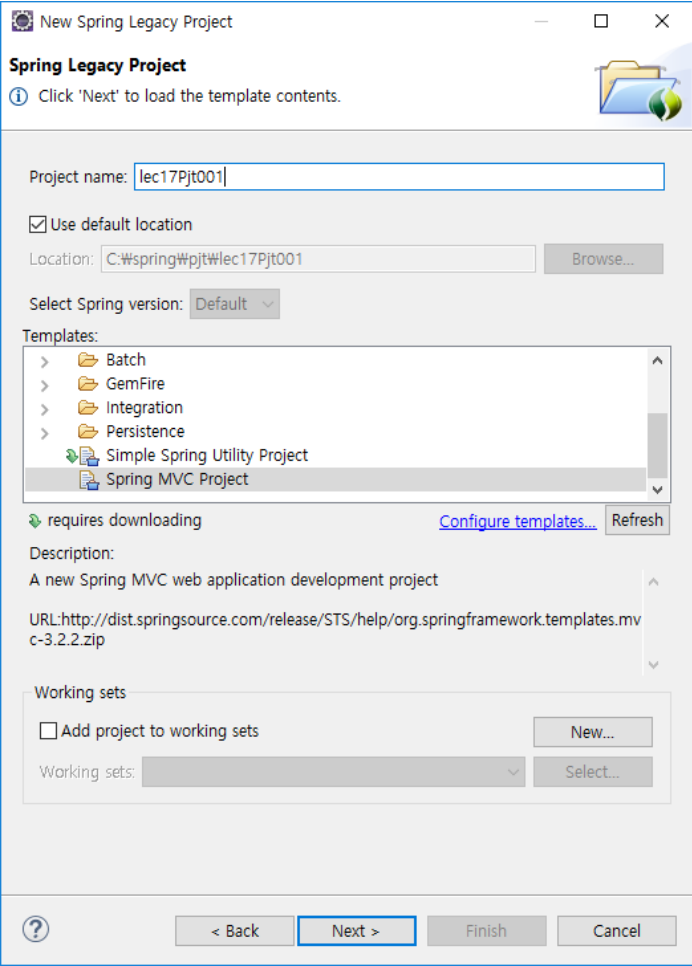 New Spring Legacy Project
Spring Legacy Project
Click 'Next' to load the template contents.
Project name: lec17Pjt001
Use default location
Location: C:₩spring₩pjt₩lec17Pjt001 Browse...
Select Spring version: Default
Templates:
Batch
GemFire
Integration
Persistence
Simple Spring Utility Project
Spring MVC Project
requires downloading Configure templates... Refresh
Description:
A new Spring MVC web application development project
URL:http://dist.springsource.com/release/STS/help/org.springframework.templates.mv
c-3.2.2.zip
Working sets
Add project to working sets New...
Working sets: Select...
? < Back Next > Finish Cancel